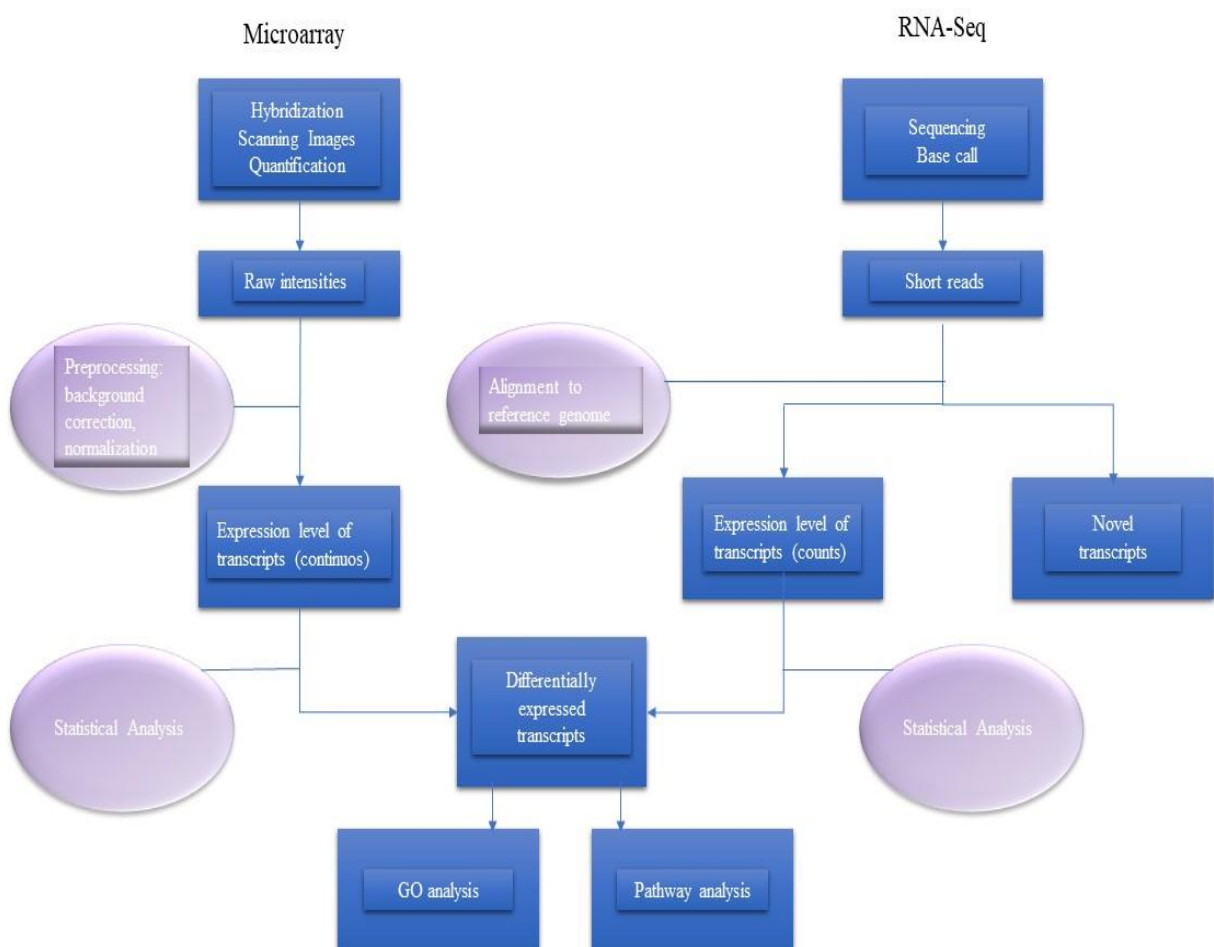 Microarray
RNA-Seq
Hybridization
Scanning Images
Quantification
Sequencing
Base call
Raw intensities
Short reads
Preprocessing:
background
correction,
normalization
Alignment to
reference genome
Expression level of
transcripts (continuos)
Expression level of
transcripts (counts)
Novel
transcripts
Statistical Analysis
Differentially
expressed
transcripts
Statistical Analysis
GO analysis
Pathway analysis